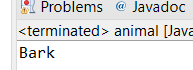 Problems @ Javadoc
<terminated> animal [Java
Bark